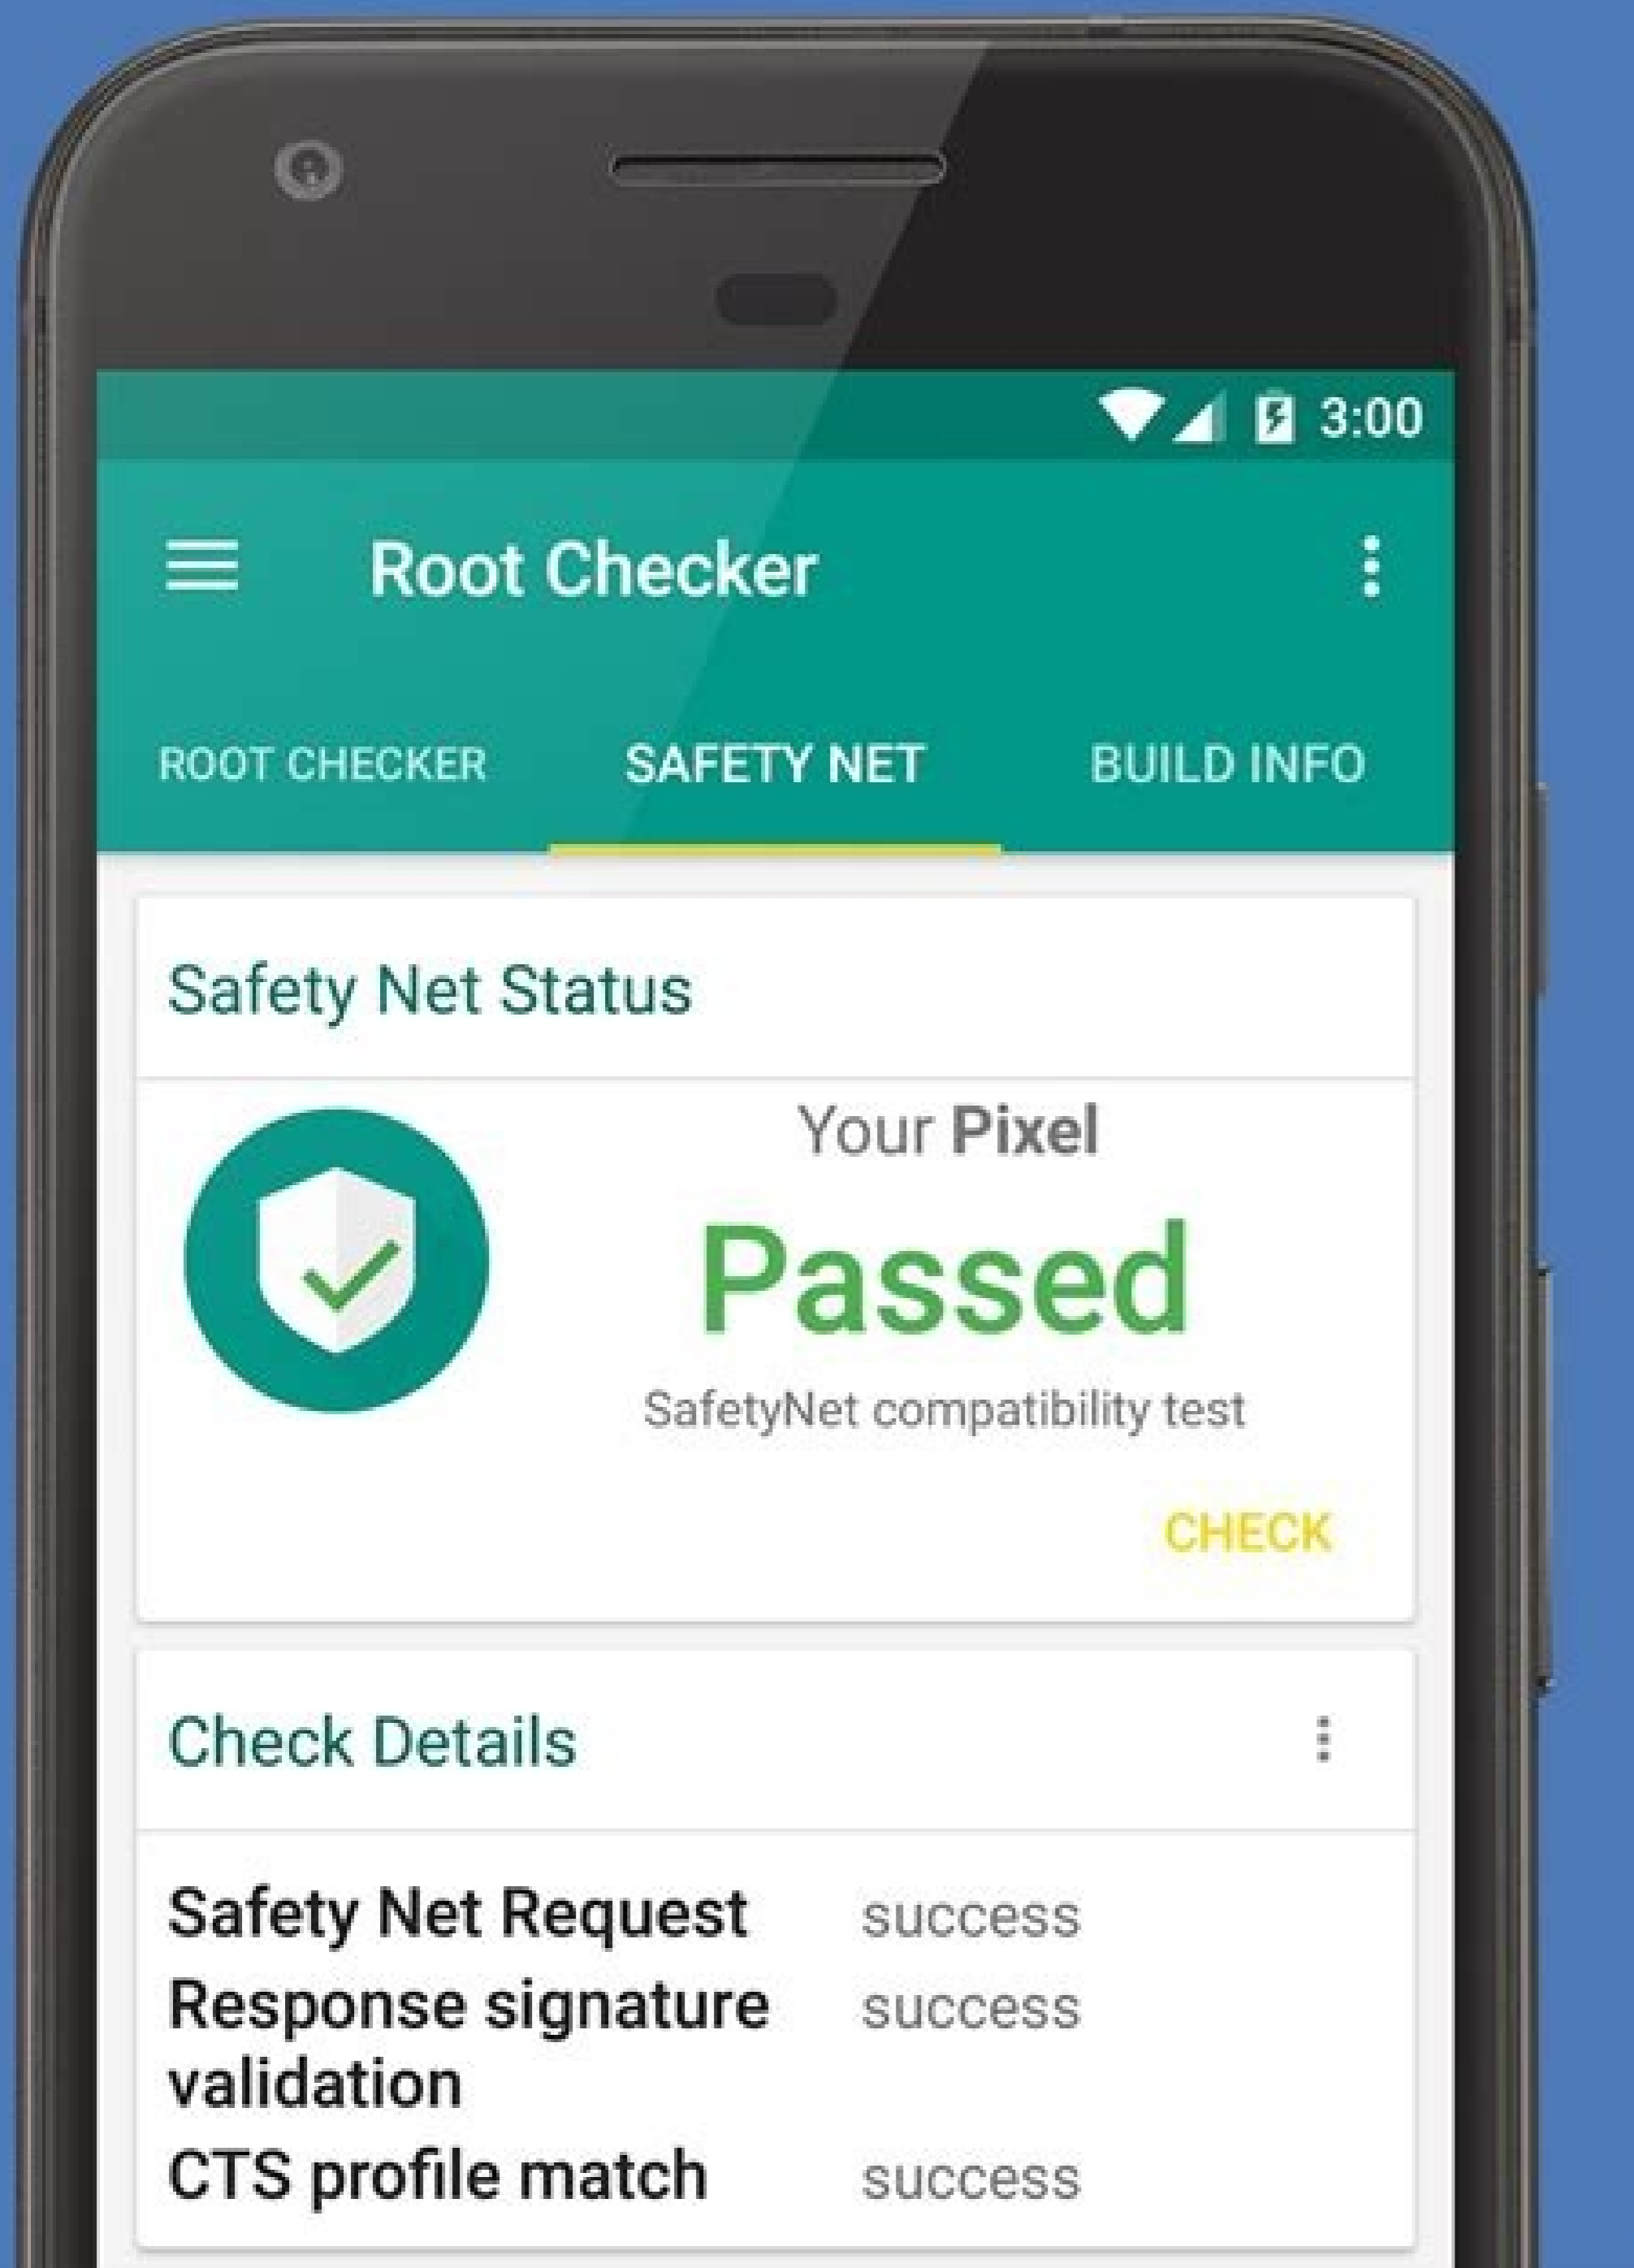 3:00
Root Checker
ROOT CHECKER SAFETY NET BUILD INFO
Safety Net Status
Your Pixel
Passed
SafetyNet compatibility test
CHECK
Check Details
Safety Net Request success
Response signature success
validation
CTS profile match success